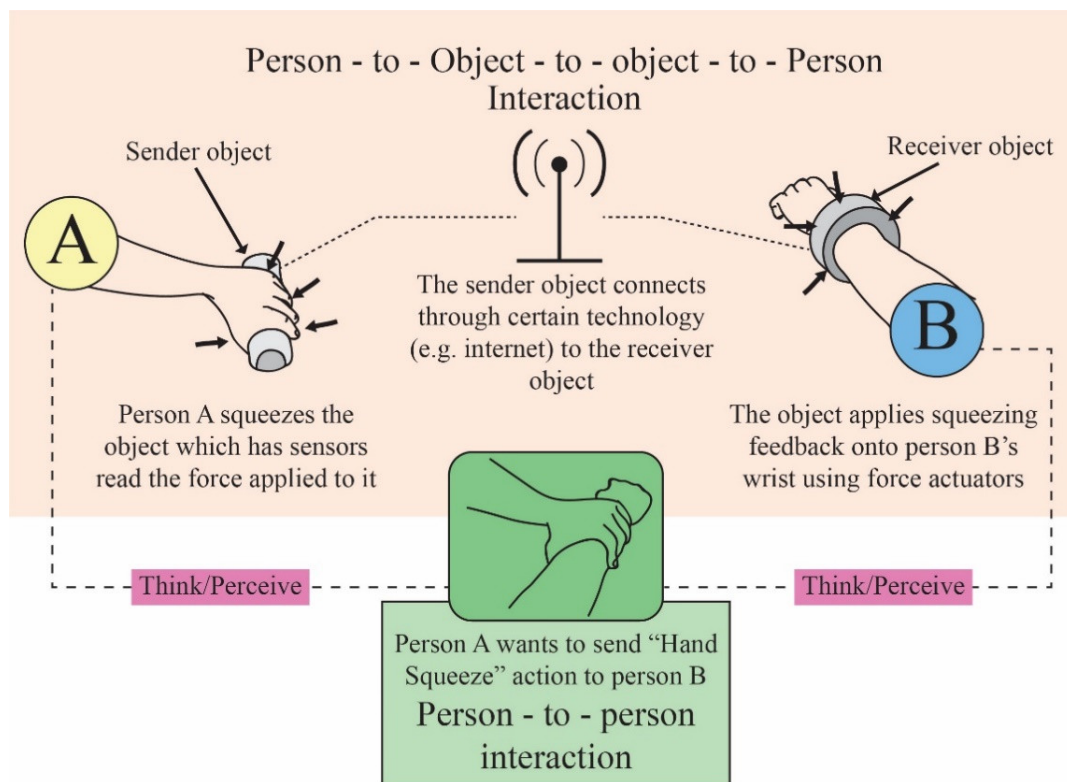 Person - to - Object - to - object - to - Person
Interaction
Sender object
Receiver object
A
B
The sender object connects
through certain technology
(e.g. internet) to the receiver
object
Person A squeezes the
object which has sensors
read the force applied to it
The object applies squeezing
feedback onto person B’s
wrist using force actuators
Think/Perceive
Think/Perceive
Person A wants to send “Hand
Squeeze” action to person B
Person - to - person
interaction